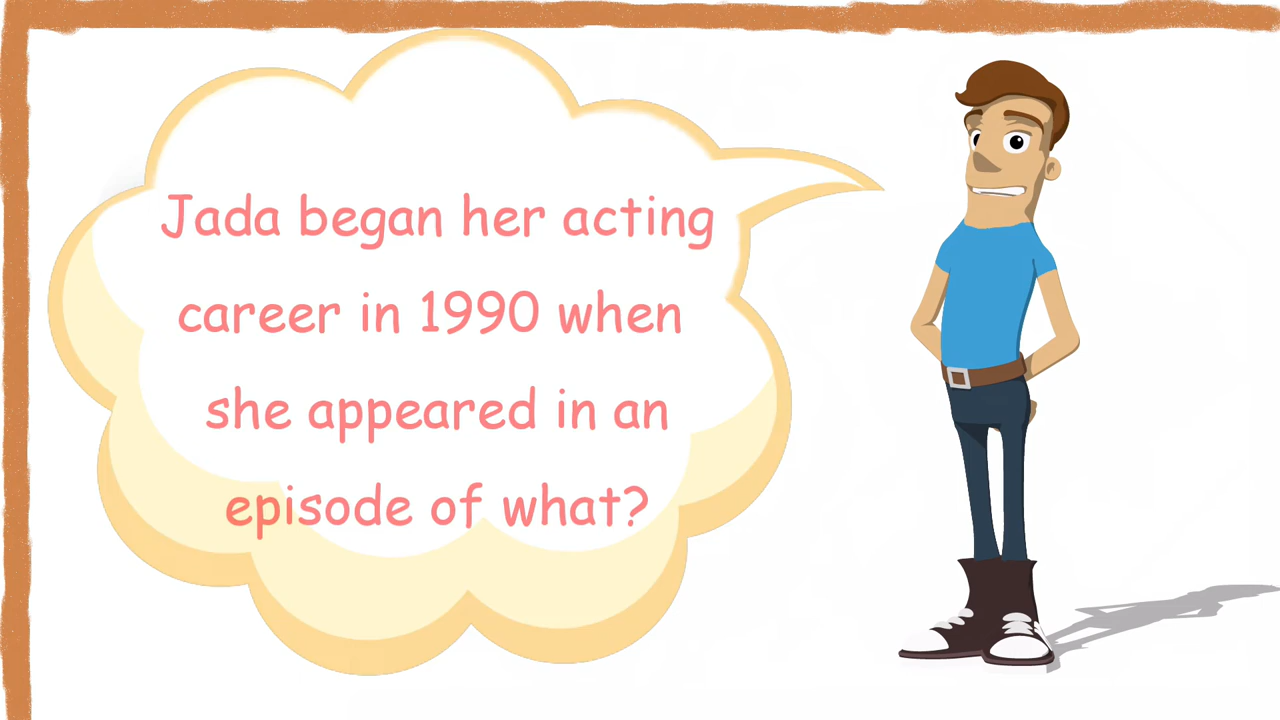 Jada began her acting
career in 1990 when
she appeared in an
episode of what?